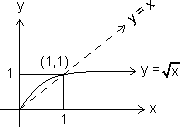 y
y = x
(1,1)
1
y = √x
x
1